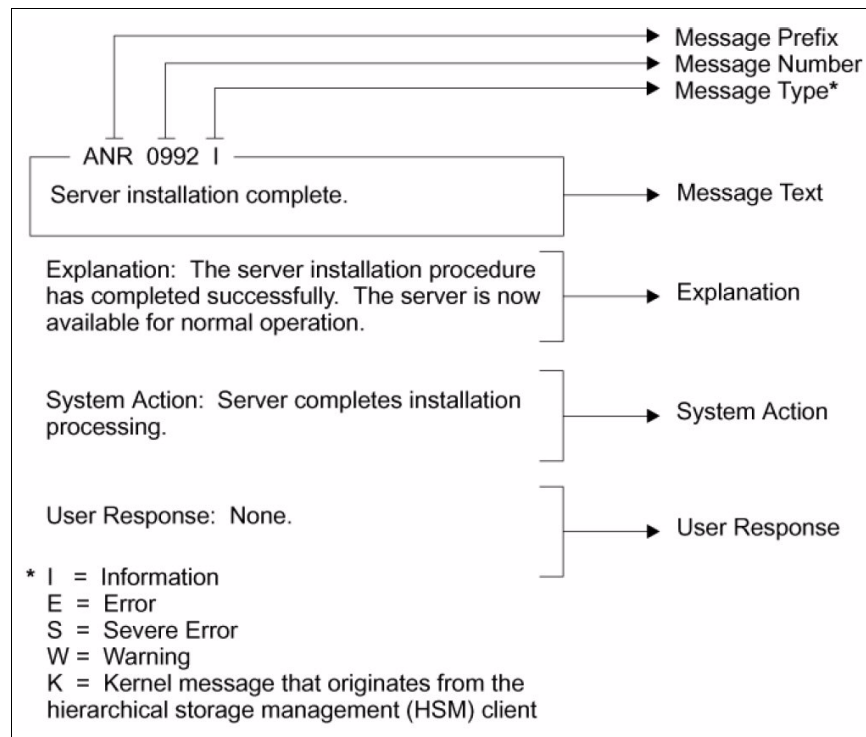 Message Prefix
Message Number
Message Type*
ANR 0992 I
Server installation complete.
Message Text
Explanation: The server installation procedure
has completed successfully. The server is now
available for normal operation.
Explanation
System Action: Server completes installation
processing.
System Action
User Response: None.
User Response
* I = Information
E = Error
S = Severe Error
W = Warning
K = Kernel message that originates from the
hierarchical storage management (HSM) client